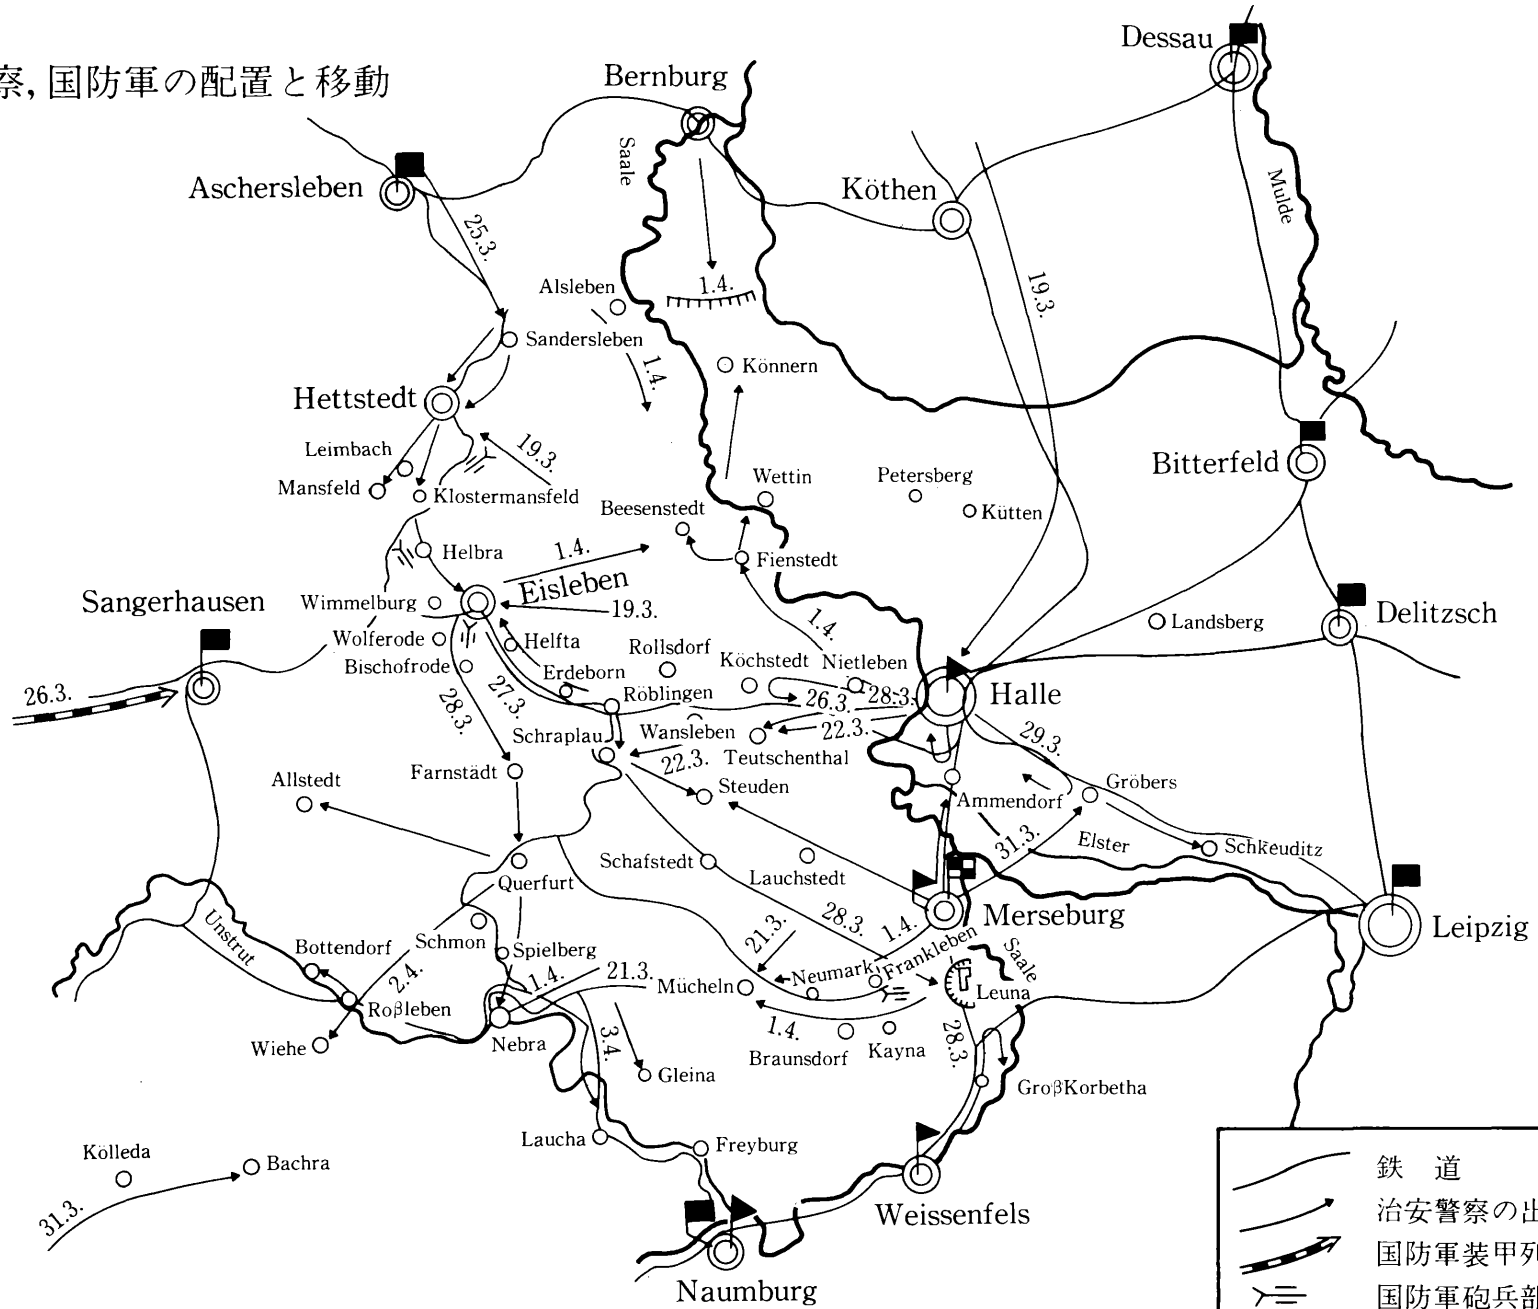 察, 国防軍の配置と移動
Dessau
Bernburg
Aschersleben
Saale
Köthen
Mulde
25.3.
19.3.
Alsleben
1.4.
Sandersleben
1.4.
Könnern
Hettstedt
Leimbach
19.3.
Mansfeld
Klostermansfeld
Wettin
Petersberg
Bitterfeld
Beesenstedt
Kütten
Helbra
1.4.
Fienstedt
Eisleben
Sangerhausen
Wimmelburg
19.3.
Landsberg
Delitzsch
Wolferode
Helfta
1.4.
Rollsdorf
Bischofrode
Erdeborn
Köchstedt
Nietleben
26.3.
28.3.
27.3.
Röblingen
26.3.
28.3.
Halle
Schraplau
Wansleben
22.3.
29.3.
Farnstädt
22.3.
Teutschenthal
Allstedt
Steuden
Ammendorf
Gröbers
31.3.
Elster
Schkeuditz
Schafstedt
Lauchstedt
Querfurt
28.3.
1.4.
Merseburg
Leipzig
Unstrut
Schmon
21.3.
Frankleben
Saale
Bottendorf
Spielberg
2.4.
1.4.
21.3.
Mücheln
Neumark
Leuna
Roβleben
1.4.
Wiehe
Nebra
3.4.
Braunsdorf
Kayna
28.3.
Gleina
GroβKorbetha
Laucha
Freyburg
Kölleda
Bachra
31.3.
Weissenfels
Naumburg
鉄 道
治安警察の出
国防軍装甲列
国防軍砲兵部